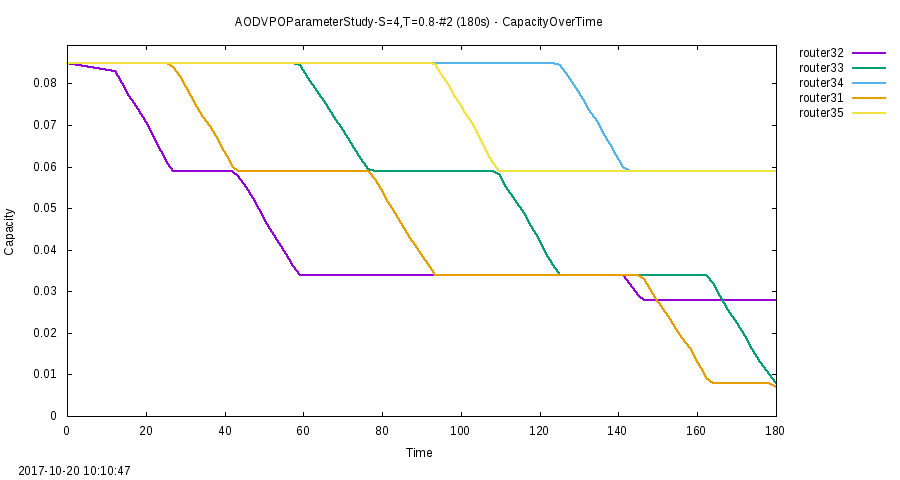 AODVPOParameterStudy-S=4,T=0.8-#2 (180s) - CapacityOverTime
router32
router33
router34
router31
router35
0.08
0.07
0.06
0.05
0.04
0.03
0.02
0.01
0
Capacity
0 20 40 60 80 100 120 140 160 180
Time
2017-10-20 10:10:47